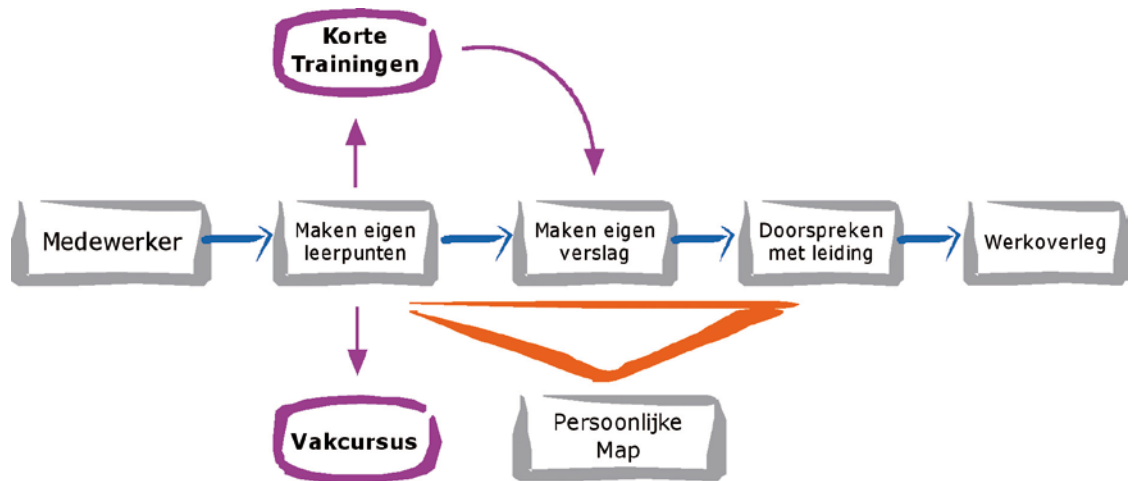 Korte
Trainingen
Medewerker
Maken eigen
leerpunten
Maken eigen
verslag
Doorspreken
met leiding
Werkoverleg
Vakcursus
Persoonlijke
Map